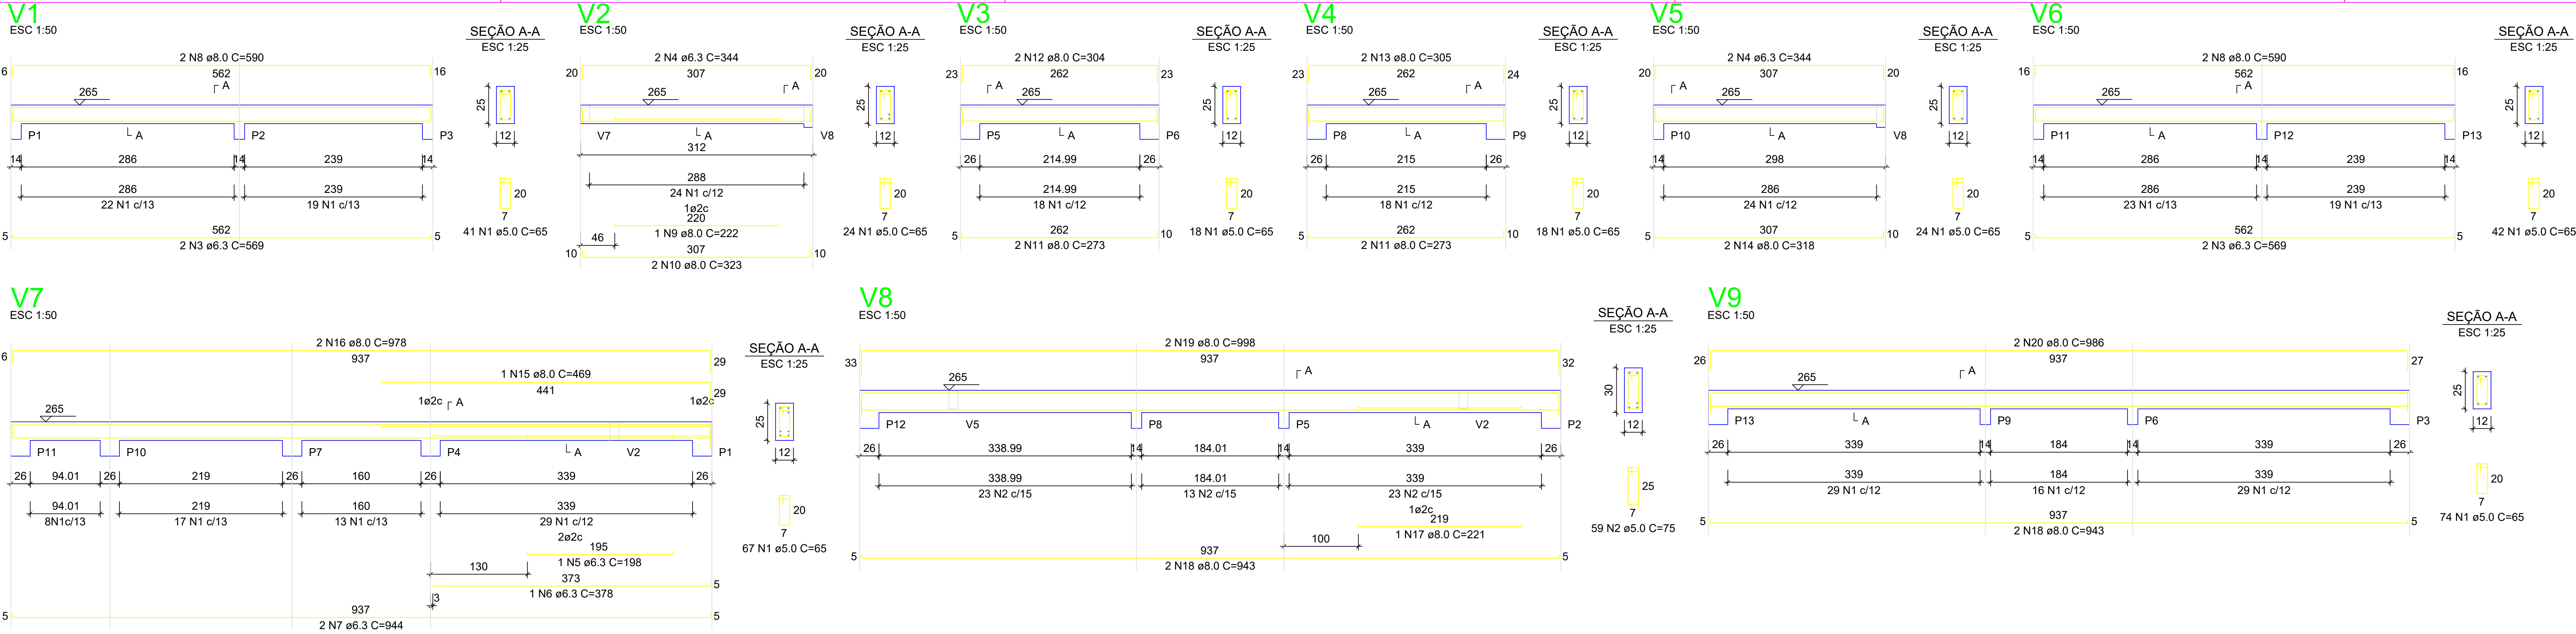 V1
ESC 1:50
SEÇÃO A-A
ESC 1:25
2 N8 ø8.0 C=590
6
562
16
A
265
25
P1
A
P2
P3
12
14
286
14
239
14
286
239
22 N1 c/13
19 N1 c/13
20
7
41 N1 ø5.0 C=65
5
562
5
2 N3 ø6.3 C=569
V2
ESC 1:50
SEÇÃO A-A
ESC 1:25
2 N4 ø6.3 C=344
20
307
20
A
265
25
V7
A
V8
12
312
288
24 N1 c/12
20
7
24 N1 ø5.0 C=65
1ø2c
220
1 N9 ø8.0 C=222
46
10
307
10
2 N10 ø8.0 C=323
V3
ESC 1:50
SEÇÃO A-A
ESC 1:25
2 N12 ø8.0 C=304
23
262
23
A
265
25
P5
A
P6
12
26
214.99
26
214.99
18 N1 c/12
20
7
18 N1 ø5.0 C=65
5
262
10
2 N11 ø8.0 C=273
V4
ESC 1:50
SEÇÃO A-A
ESC 1:25
2 N13 ø8.0 C=305
23
262
24
A
265
25
P8
A
P9
12
26
215
26
215
18 N1 c/12
20
7
18 N1 ø5.0 C=65
5
262
10
2 N11 ø8.0 C=273
V5
ESC 1:50
SEÇÃO A-A
ESC 1:25
2 N4 ø6.3 C=344
20
307
20
A
265
25
P10
A
V8
12
14
298
286
24 N1 c/12
20
7
24 N1 ø5.0 C=65
5
307
10
2 N14 ø8.0 C=318
V6
ESC 1:50
SEÇÃO A-A
ESC 1:25
2 N8 ø8.0 C=590
16
562
16
A
265
25
P11
A
P12
P13
12
14
286
14
239
14
286
239
23 N1 c/13
19 N1 c/13
20
7
42 N1 ø5.0 C=65
5
562
5
2 N3 ø6.3 C=569
V7
ESC 1:50
SEÇÃO A-A
ESC 1:25
2 N16 ø8.0 C=978
6
937
29
1 N15 ø8.0 C=469
441
29
1ø2c
A
1ø2c
265
25
P11
P10
P7
P4
A
V2
P1
12
26
94.01
26
219
26
160
26
339
26
94.01
219
160
339
8N1c/13
17 N1 c/13
13 N1 c/13
29 N1 c/12
20
7
67 N1 ø5.0 C=65
2ø2c
195
1 N5 ø6.3 C=198
130
373
5
1 N6 ø6.3 C=378
3
5
937
5
2 N7 ø6.3 C=944
V8
ESC 1:50
SEÇÃO A-A
ESC 1:25
2 N19 ø8.0 C=998
33
937
32
A
265
30
P12
V5
P8
P5
A
V2
P2
12
26
338.99
14
184.01
14
339
26
338.99
184.01
339
23 N2 c/15
13 N2 c/15
23 N2 c/15
25
7
59 N2 ø5.0 C=75
1ø2c
219
1 N17 ø8.0 C=221
100
5
937
5
2 N18 ø8.0 C=943
V9
ESC 1:50
SEÇÃO A-A
ESC 1:25
2 N20 ø8.0 C=986
26
937
27
A
265
25
P13
A
P9
P6
P3
12
26
339
14
184
14
339
26
339
184
339
29 N1 c/12
16 N1 c/12
29 N1 c/12
20
7
74 N1 ø5.0 C=65
5
937
5
2 N18 ø8.0 C=943